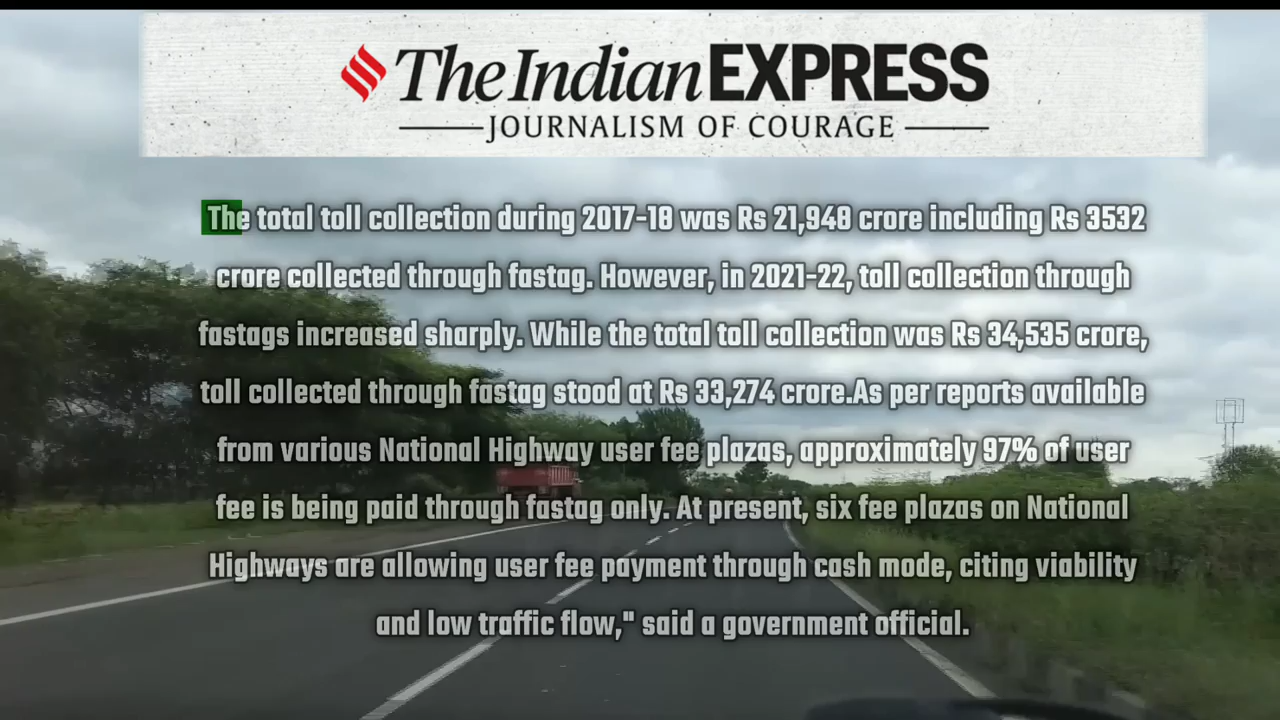 The Indian EXPRESS
JOURNALISM OF COURAGE
The total toll collection during 2017-18 was Rs 21,948 crore including Rs 3532
crore collected through fastag. However, in 2021-22, toll collection through
fastags increased sharply. While the total toll collection was Rs 34,535 crore,
toll collected through fastag stood at Rs 33,274 crore.As per reports available
from various National Highway user fee plazas, approximately 97% of user
fee is being paid through fastag only. At present, six fee plazas on National
Highways are allowing user fee payment through cash mode, citing viability
and low traffic flow," said a government official.